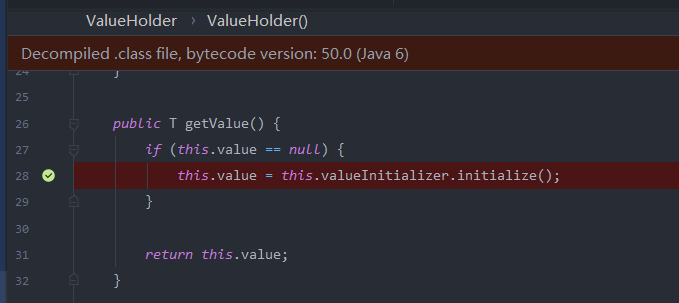 ValueHolder › ValueHolder()
Decompiled .class file, bytecode version: 50.0 (Java 6)
24 }
25
26 public T getValue() {
27 if (this.value == null) {
28 this.value = this.valueInitializer.initialize();
29 }
30
31 return this.value;
32 }